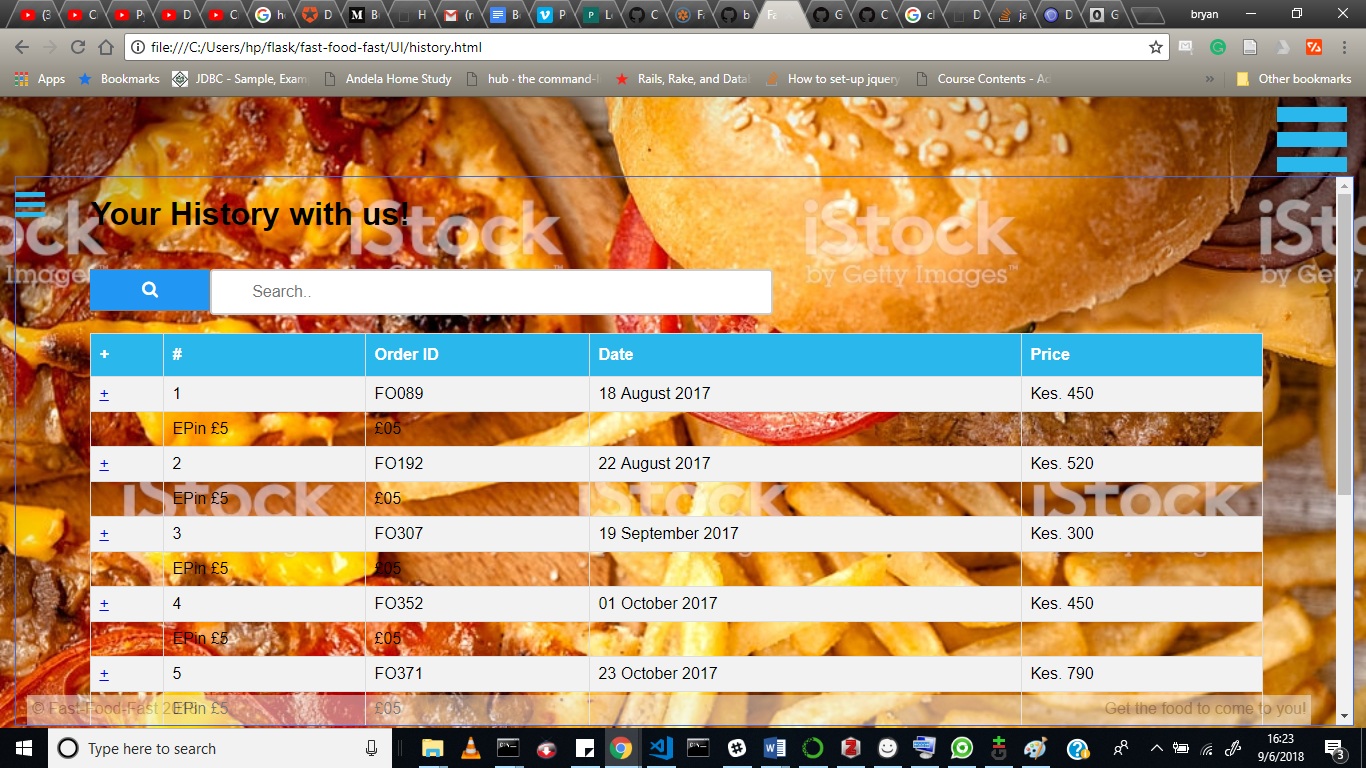 (3
C
Py
D
C
C
he
D
B
H
M (n
B
P
Le
C
Fa
b
Fa
G
C
cl
D
ja
D
G
bryan
file:///C:/Users/hp/flask/fast-food-fast/UI/history.html
Apps
Bookmarks
JDBC - Sample, Exam
Andela Home Study
hub · the command-l
Rails, Rake, and Data
How to set-up jquery
Course Contents - Ac
»
Other bookmarks
Your History with us!
iStock
by Getty Images™
Search..
+ # Order ID Date Price
+ 1 FO089 18 August 2017 Kes. 450
EPin £5 £05
+ 2 FO192 22 August 2017 Kes. 520
EPin £5 £05
+ 3 FO307 19 September 2017 Kes. 300
EPin £5 £05
+ 4 FO352 01 October 2017 Kes. 450
EPin £5 £05
+ 5 FO371 23 October 2017 Kes. 790
EPin £5 £05
© Fast-Food-Fast
Get the food to come to you!
Type here to search
16:23
9/6/2018
3